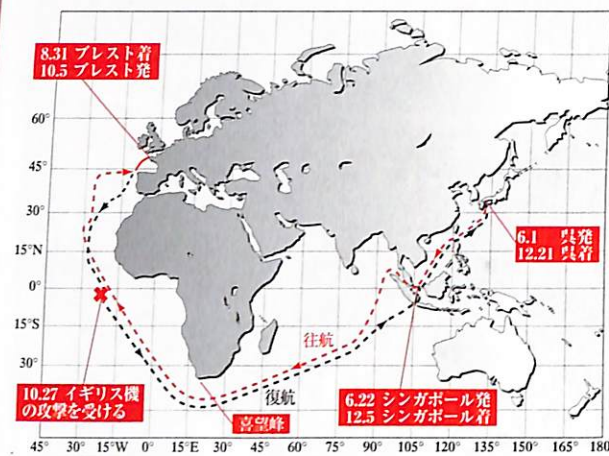 8.31 ブレスト着
10.5 ブレスト発
60°
45°
30°
15°N
0°
15°S
30°
6.1 呉発
12.21 呉着
往航
復航
10.27 イギリス機
の攻撃を受ける
喜望峰
6.22 シンガポール発
12.5 シンガポール着
45° 30° 15°W 0° 15°E 30° 45° 60° 75° 90° 105° 120° 135° 150° 165° 180